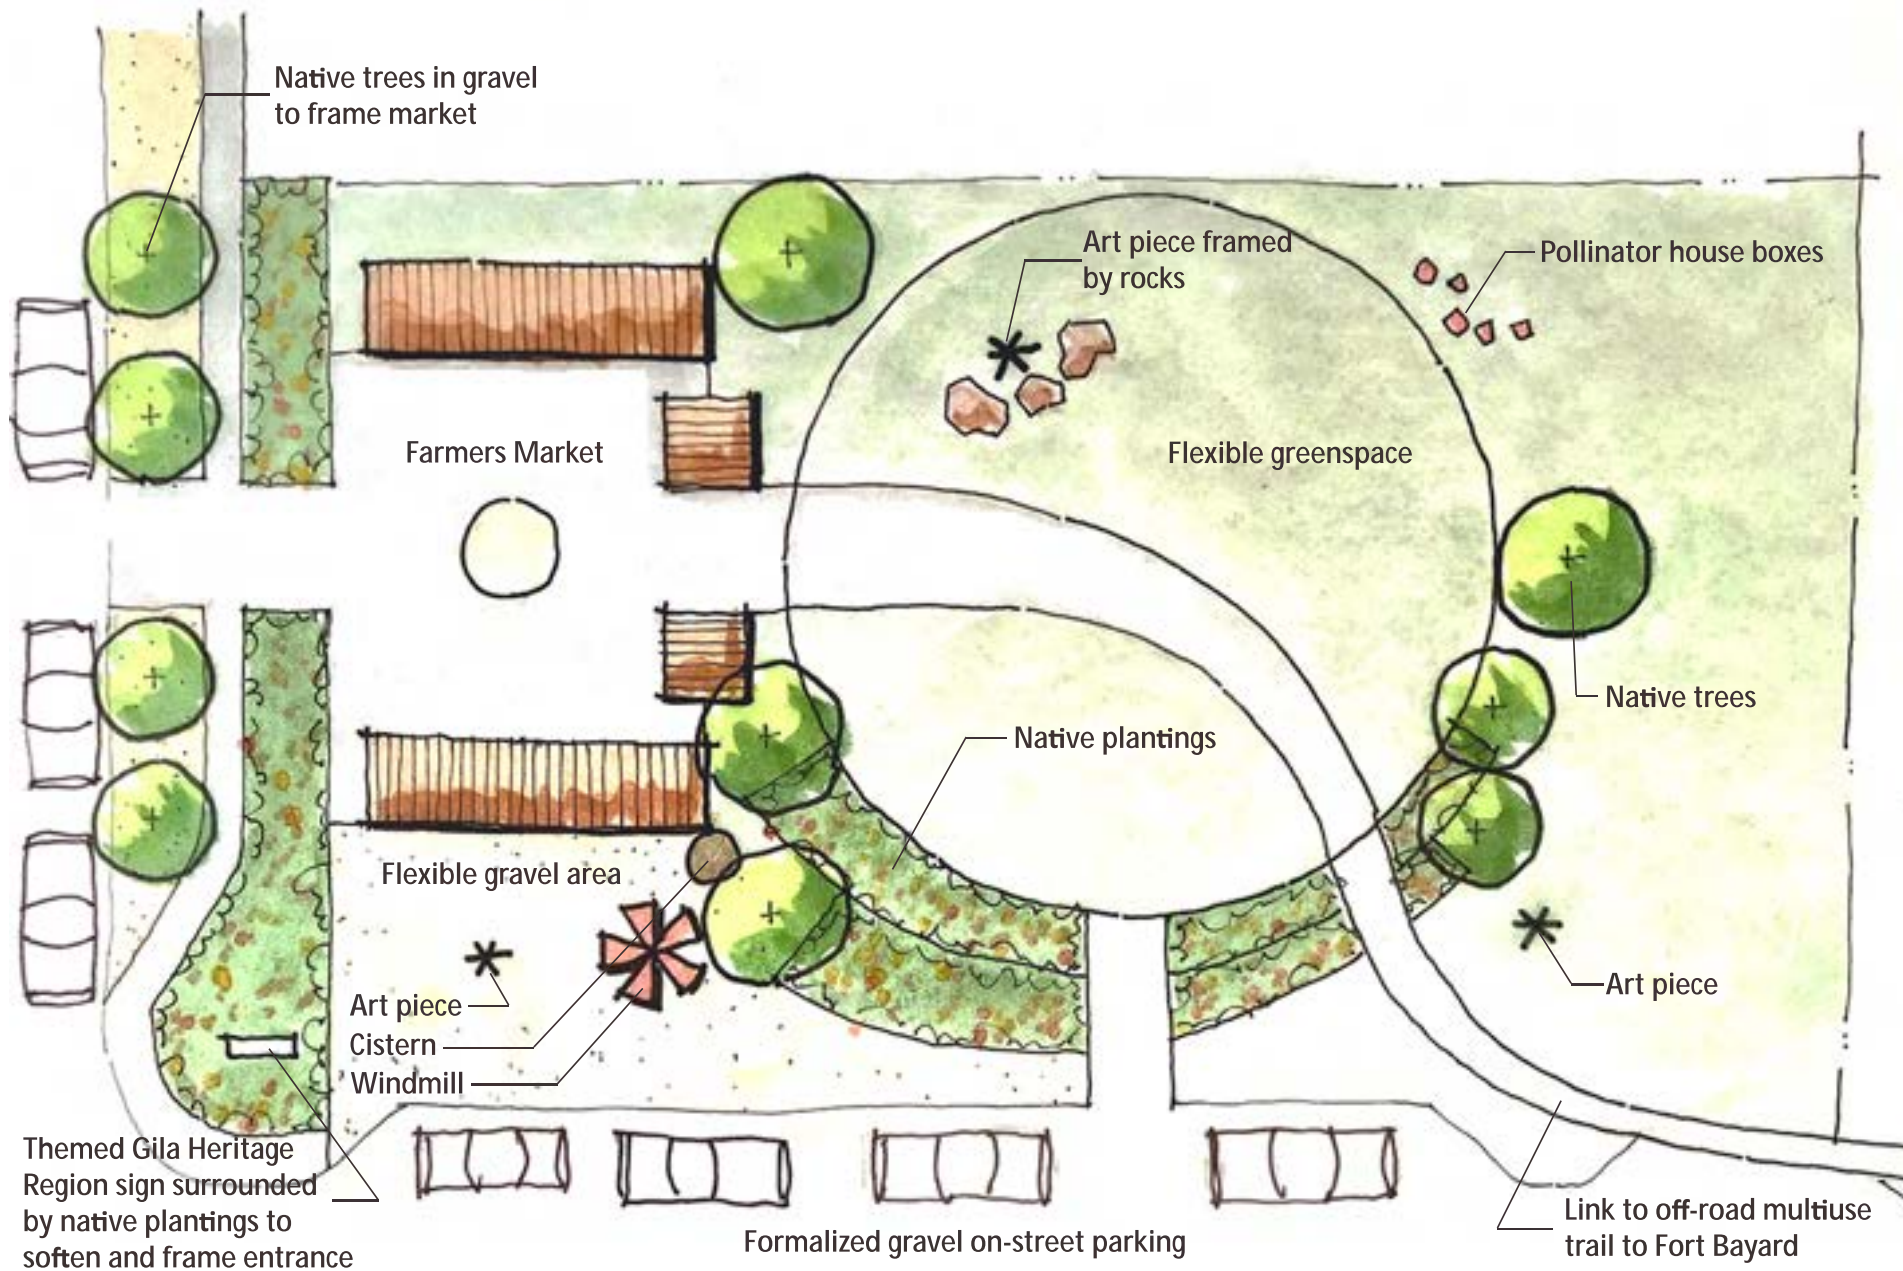 Native trees in gravel
to frame market
Art piece framed
by rocks
Pollinator house boxes
Farmers Market
Flexible greenspace
Native trees
Native plantings
Flexible gravel area
Art piece
Cistern
Windmill
Art piece
Themed Gila Heritage
Region sign surrounded
by native plantings to
soften and frame entrance
Formalized gravel on-street parking
Link to off-road multiuse
trail to Fort Bayard